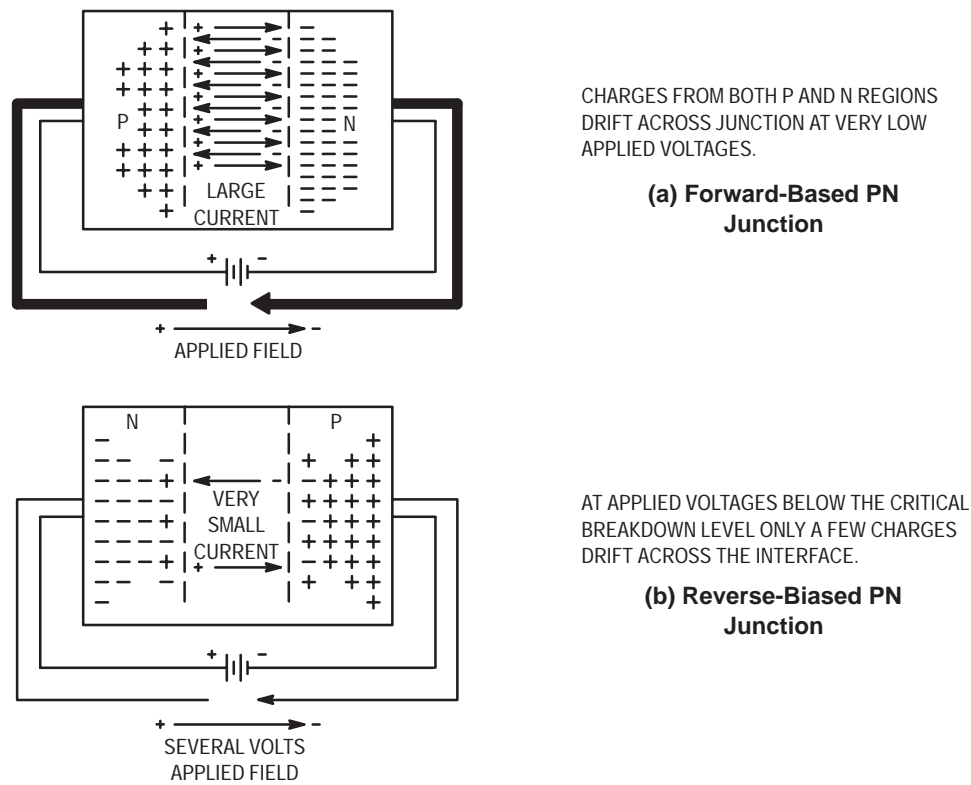 P
N
LARGE
CURRENT
+ −
+ −
APPLIED FIELD
CHARGES FROM BOTH P AND N REGIONS
DRIFT ACROSS JUNCTION AT VERY LOW
APPLIED VOLTAGES.
(a) Forward-Based PN
Junction
N
P
VERY
SMALL
CURRENT
+ −
+ −
SEVERAL VOLTS
APPLIED FIELD
AT APPLIED VOLTAGES BELOW THE CRITICAL
BREAKDOWN LEVEL ONLY A FEW CHARGES
DRIFT ACROSS THE INTERFACE.
(b) Reverse-Biased PN
Junction